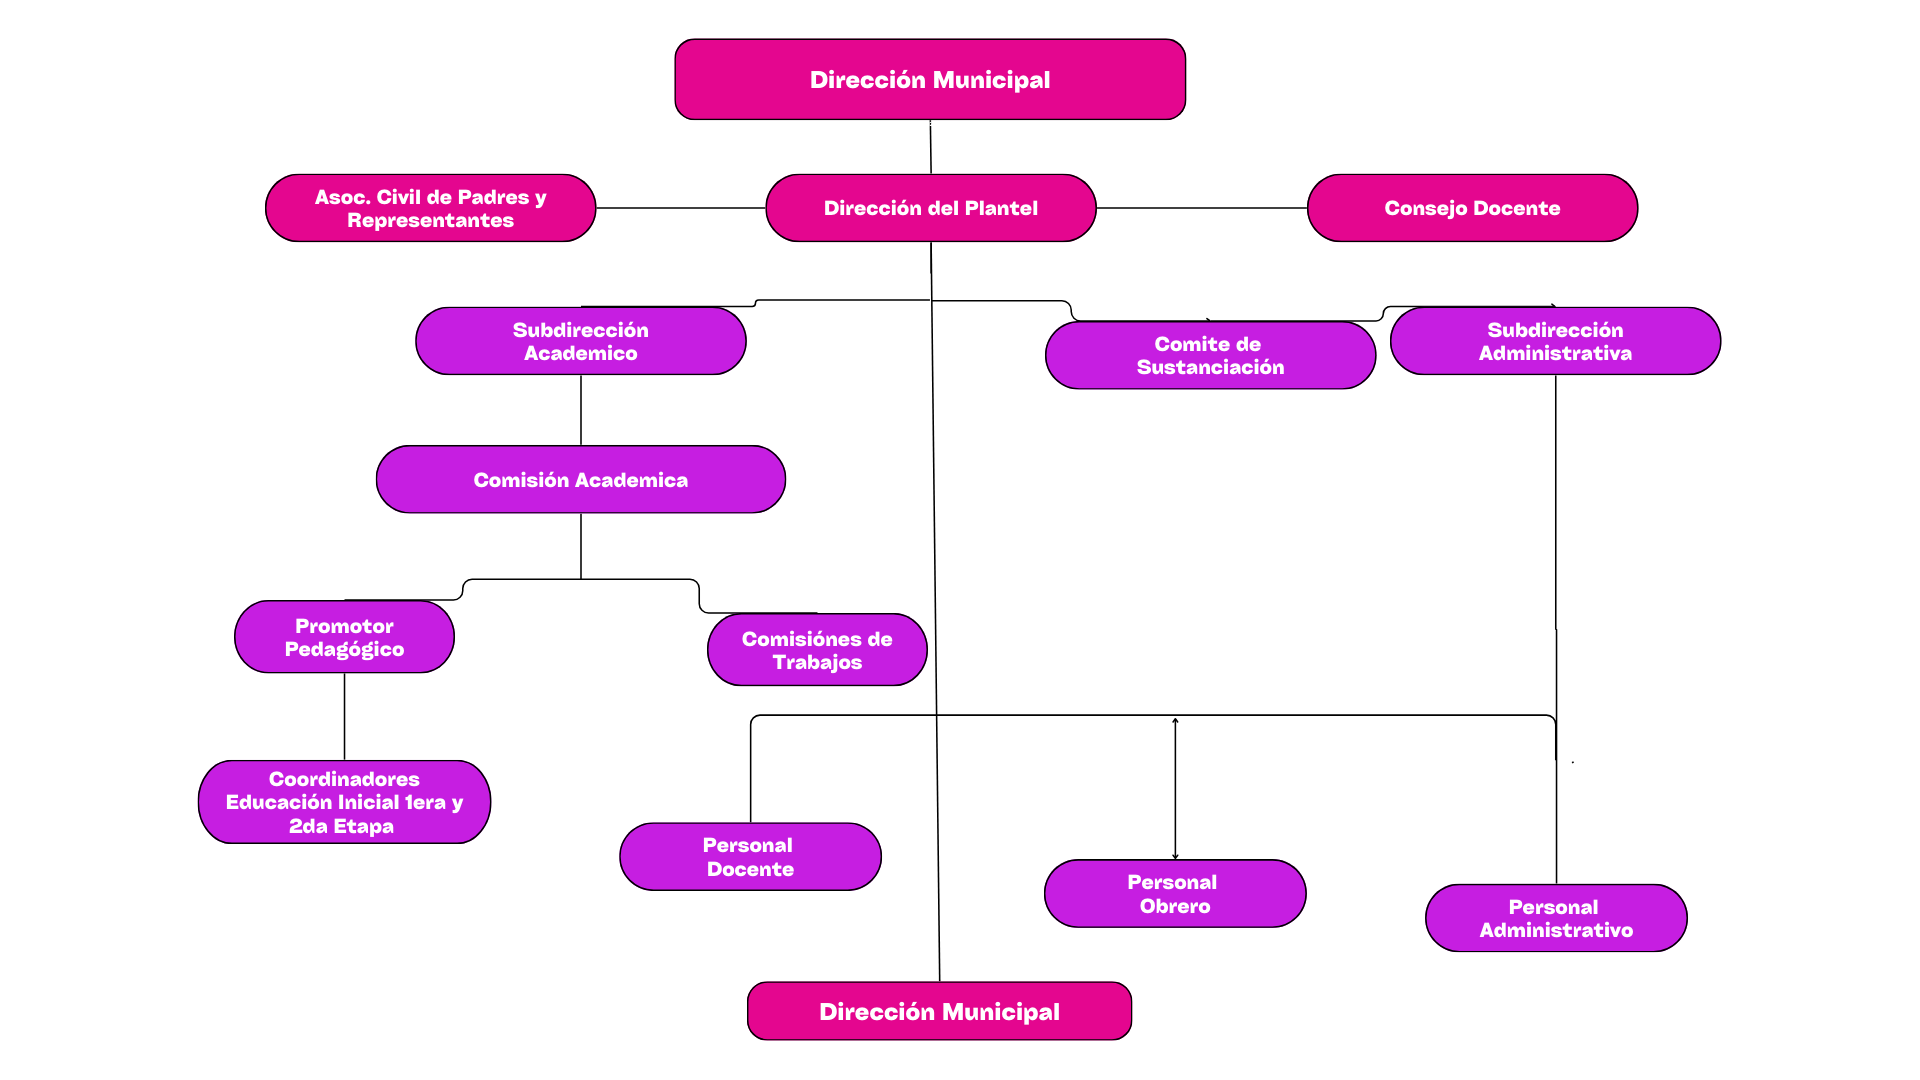 Dirección Municipal
Asoc. Civil de Padres y
Representantes
Dirección del Plantel
Consejo Docente
Subdirección
Academico
Comite de
Sustanciación
Subdirección
Administrativa
Comisión Academica
Promotor
Pedagógico
Comisiónes de
Trabajos
Coordinadores
Educación Inicial 1era y
2da Etapa
Personal
Docente
Personal
Obrero
Personal
Administrativo
Dirección Municipal